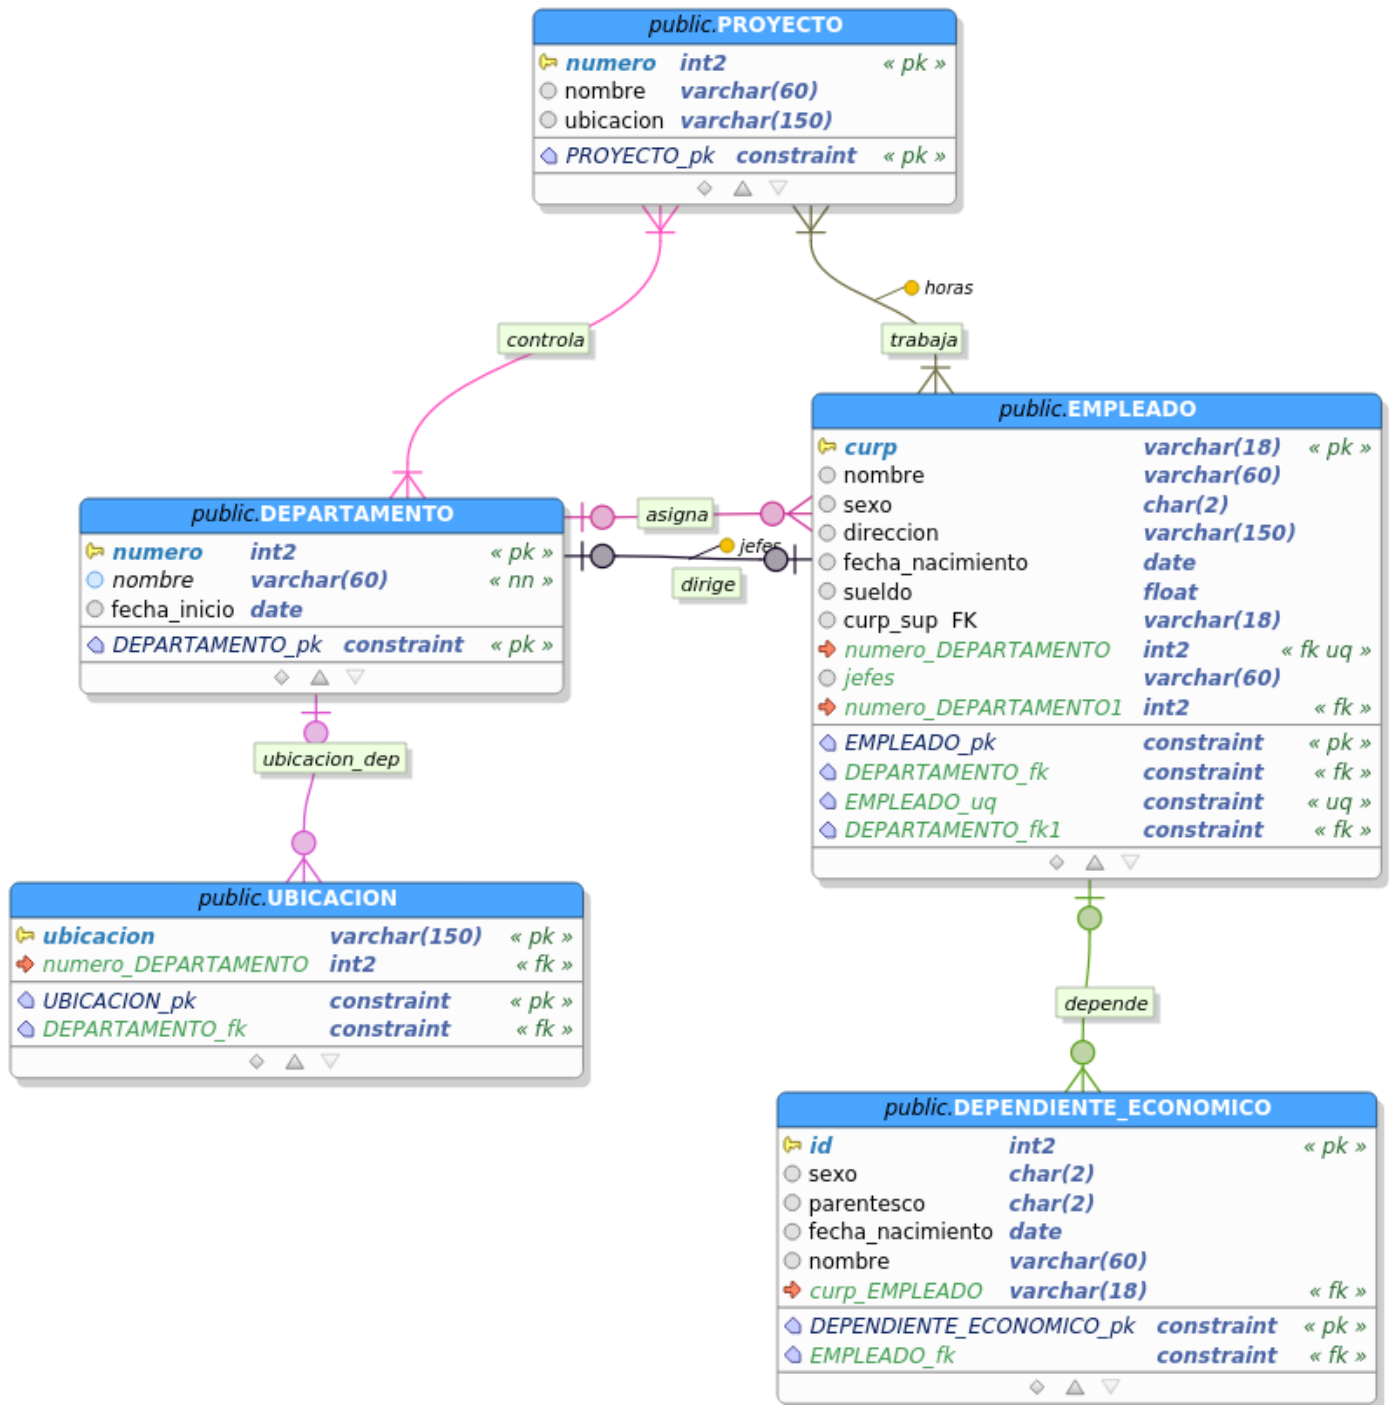 public.PROYECTO
numero int2 « pk »
nombre varchar(60)
ubicacion varchar(150)
PROYECTO_pk constraint « pk »
horas
controla
trabaja
public.EMPLEADO
curp varchar(18) « pk »
nombre varchar(60)
sexo char(2)
direccion varchar(150)
fecha_nacimiento date
sueldo float
curp_sup FK varchar(18)
numero_DEPARTAMENTO int2 « fk uq »
jefes varchar(60)
numero_DEPARTAMENTO1 int2 « fk »
EMPLEADO_pk constraint « pk »
DEPARTAMENTO_fk constraint « fk »
EMPLEADO_uq constraint « uq »
DEPARTAMENTO_fk1 constraint « fk »
public.DEPARTAMENTO
numero int2 « pk »
nombre varchar(60) « nn »
fecha_inicio date
DEPARTAMENTO_pk constraint « pk »
asigna
jefes
dirige
ubicacion_dep
public.UBICACION
ubicacion varchar(150) « pk »
numero_DEPARTAMENTO int2 « fk »
UBICACION_pk constraint « pk »
DEPARTAMENTO_fk constraint « fk »
depende
public.DEPENDIENTE_ECONOMICO
id int2 « pk »
sexo char(2)
parentesco char(2)
fecha_nacimiento date
nombre varchar(60)
curp_EMPLEADO varchar(18) « fk »
DEPENDIENTE_ECONOMICO_pk constraint « pk »
EMPLEADO_fk constraint « fk »